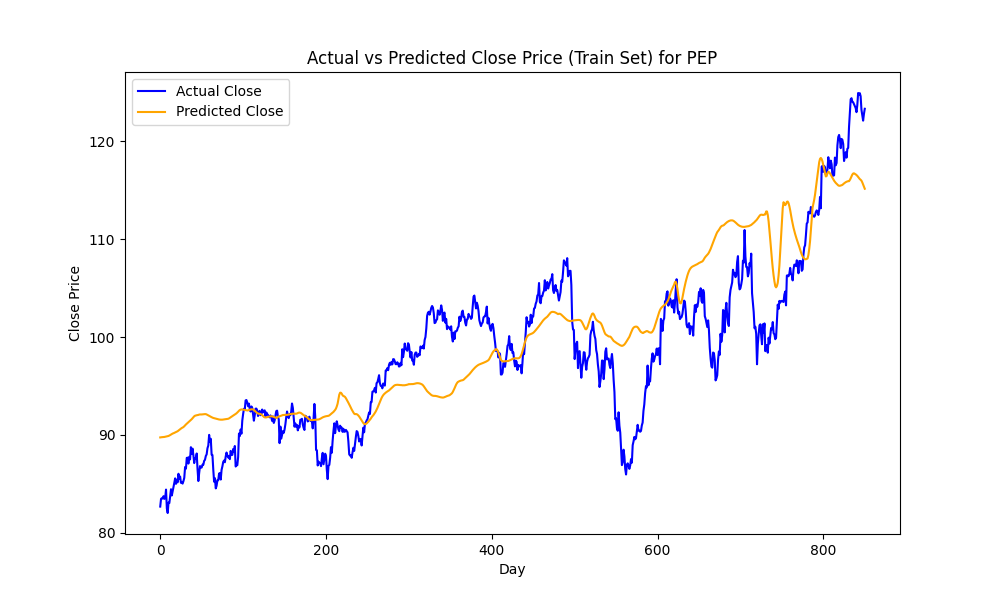 Actual vs Predicted Close Price (Train Set) for PEP
Actual Close
Predicted Close
120
110
100
90
80
Close Price
0 200 400 600 800
Day